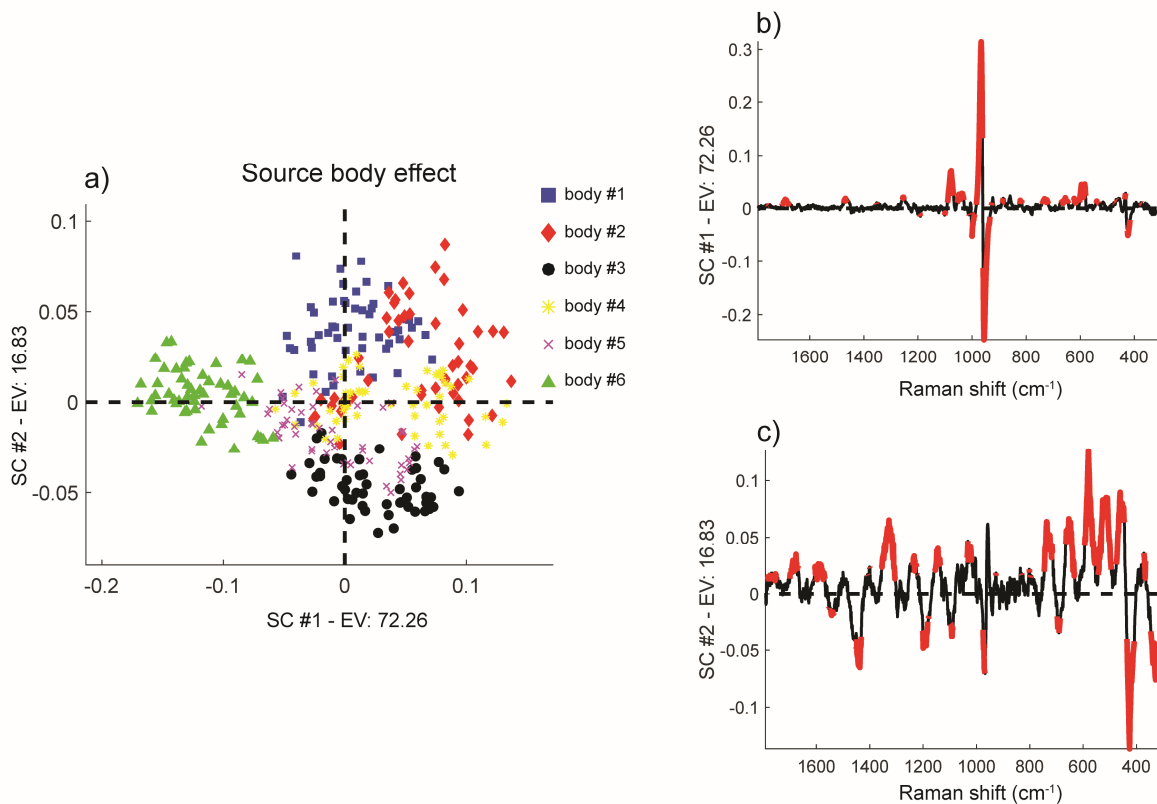 a)
Source body effect
0.1
0.05
0
-0.05
-0.2
-0.1
0
0.1
SC #2 - EV: 16.83
SC #1 - EV: 72.26
body #1
body #2
body #3
body #4
body #5
body #6
b)
0.3
0.2
0.1
0
-0.1
-0.2
1600
1400
1200
1000
800
600
400
SC #1 - EV: 72.26
Raman shift (cm⁻¹)
c)
0.1
0.05
0
-0.05
-0.1
1600
1400
1200
1000
800
600
400
SC #2 - EV: 16.83
Raman shift (cm⁻¹)